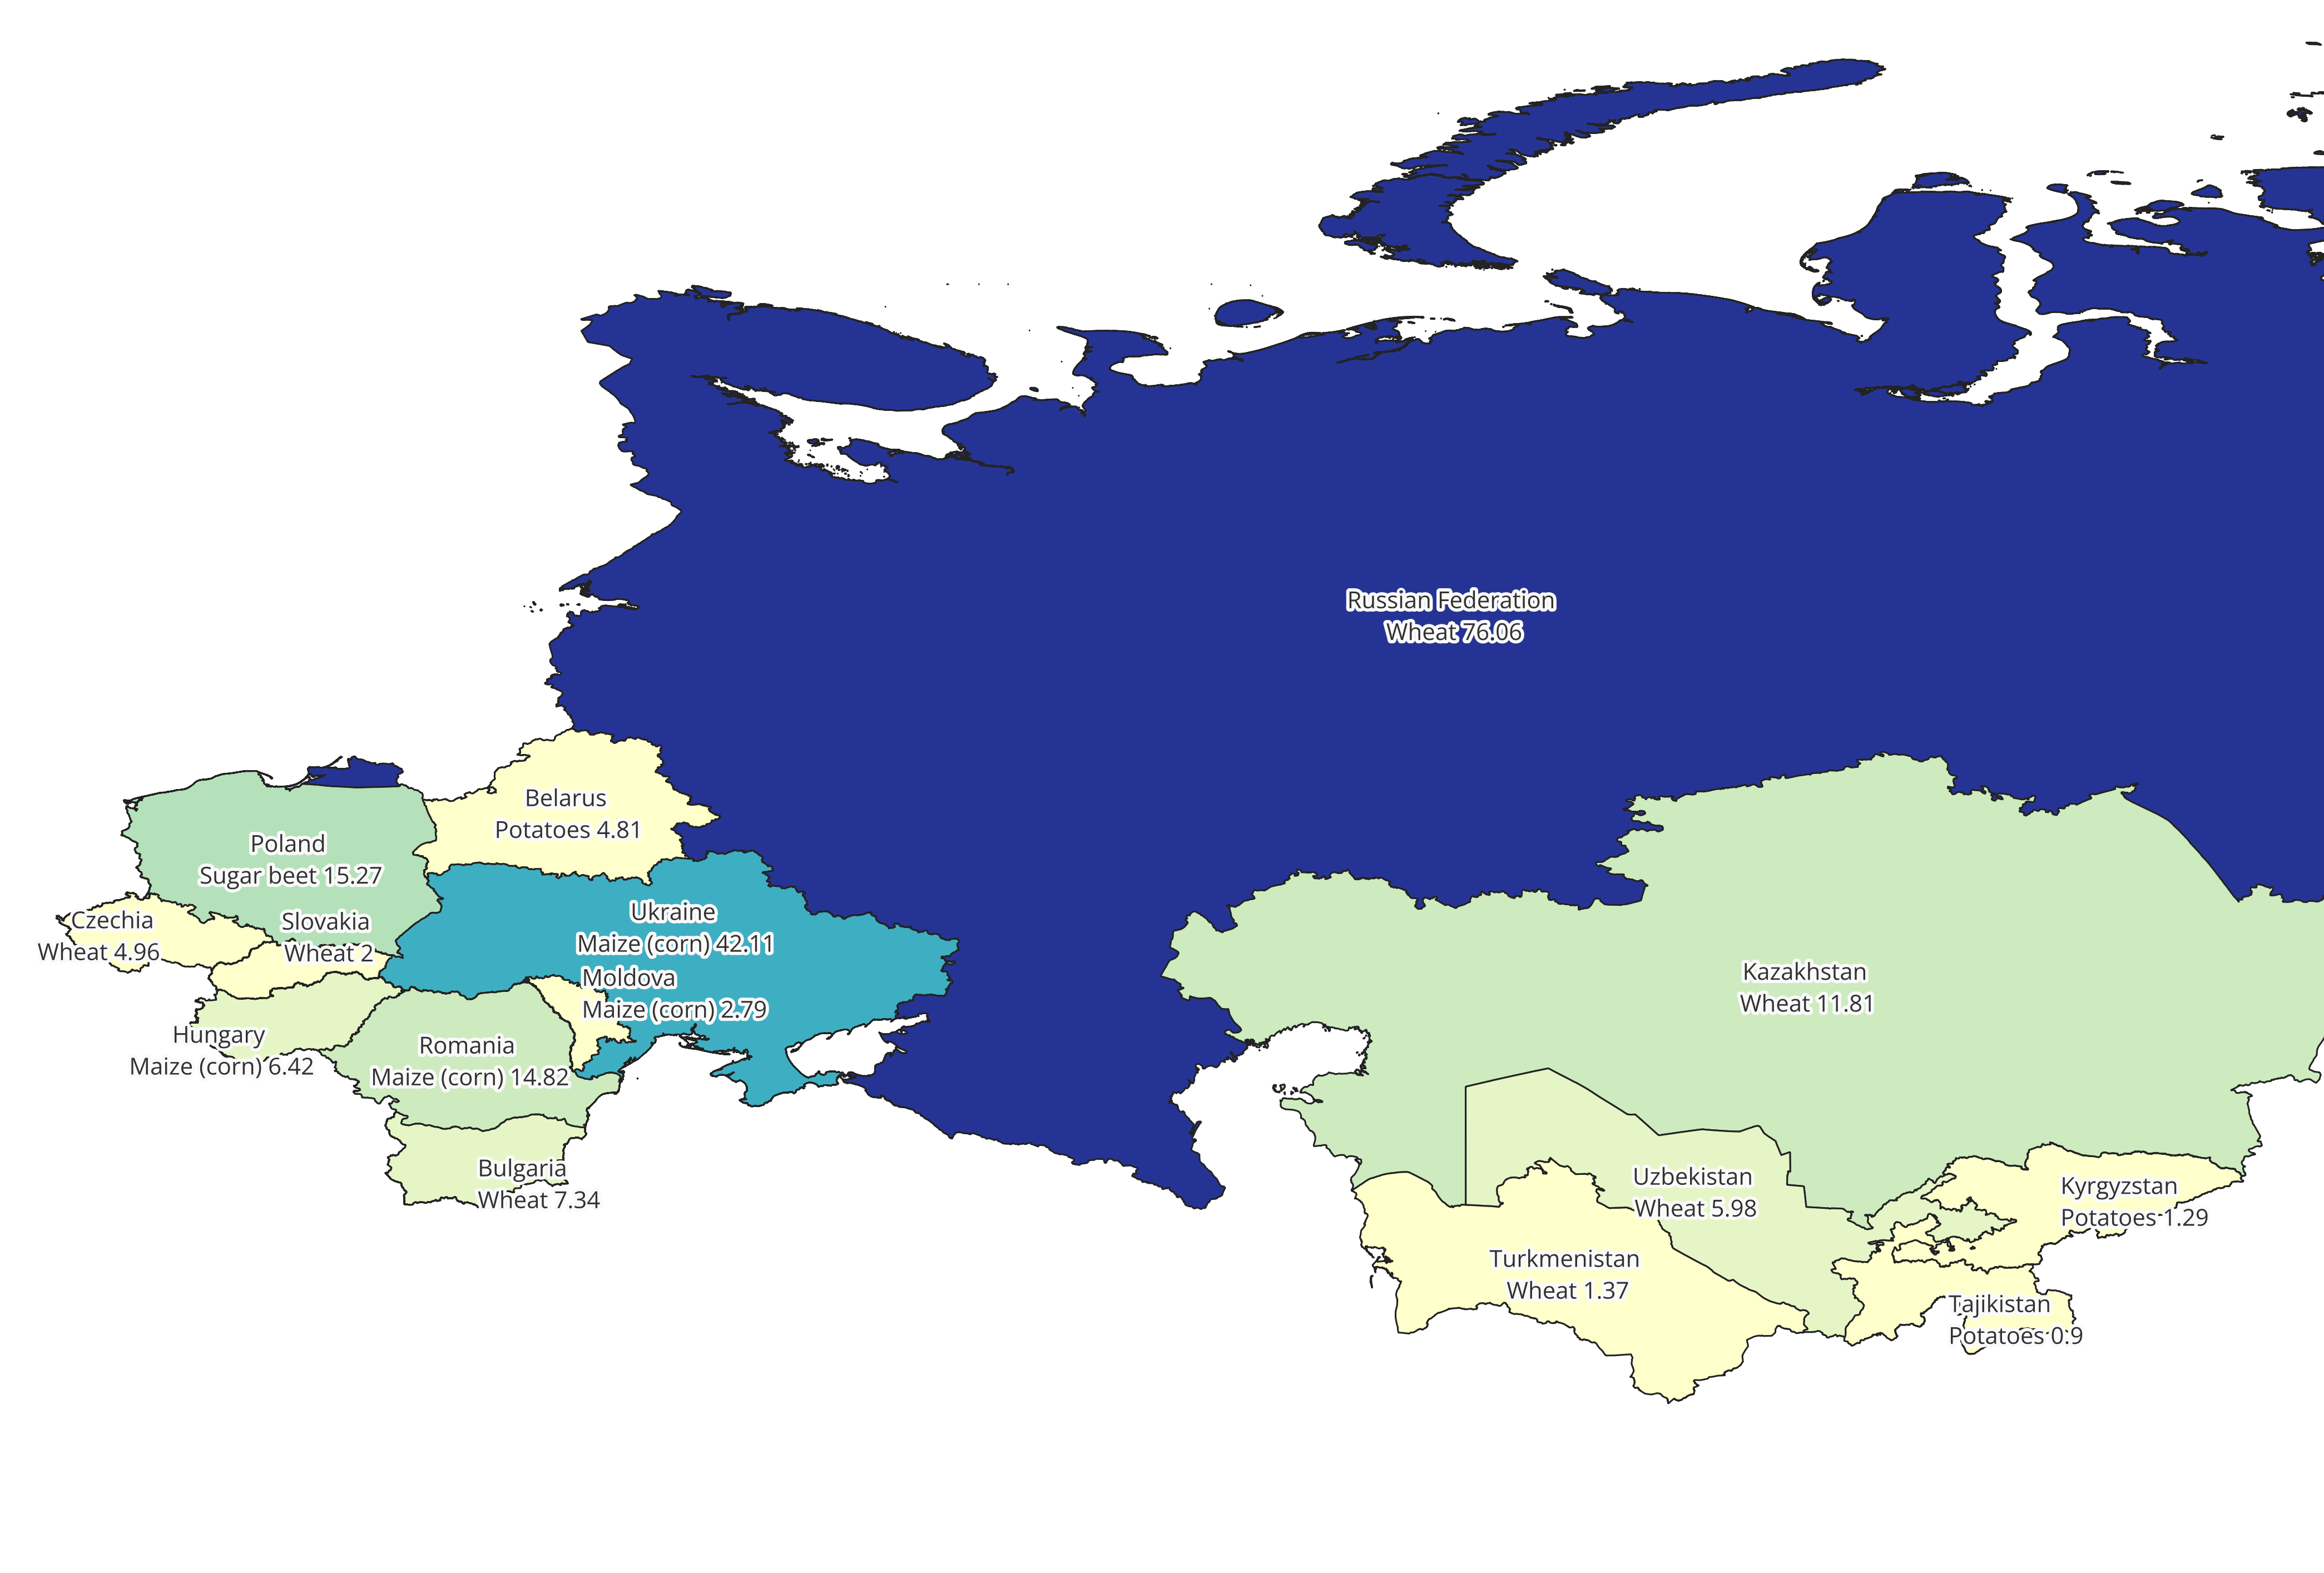 Russian Federation
Wheat 76.06
Belarus
Potatoes 4.81
Poland
Sugar beet 15.27
Ukraine
Maize (corn) 42.11
Czechia
Wheat 4.96
Slovakia
Wheat 2
Moldova
Maize (corn) 2.79
Kazakhstan
Wheat 11.81
Hungary
Maize (corn) 6.42
Romania
Maize (corn) 14.82
Bulgaria
Wheat 7.34
Uzbekistan
Wheat 5.98
Kyrgyzstan
Potatoes 1.29
Turkmenistan
Wheat 1.37
Tajikistan
Potatoes 0.9